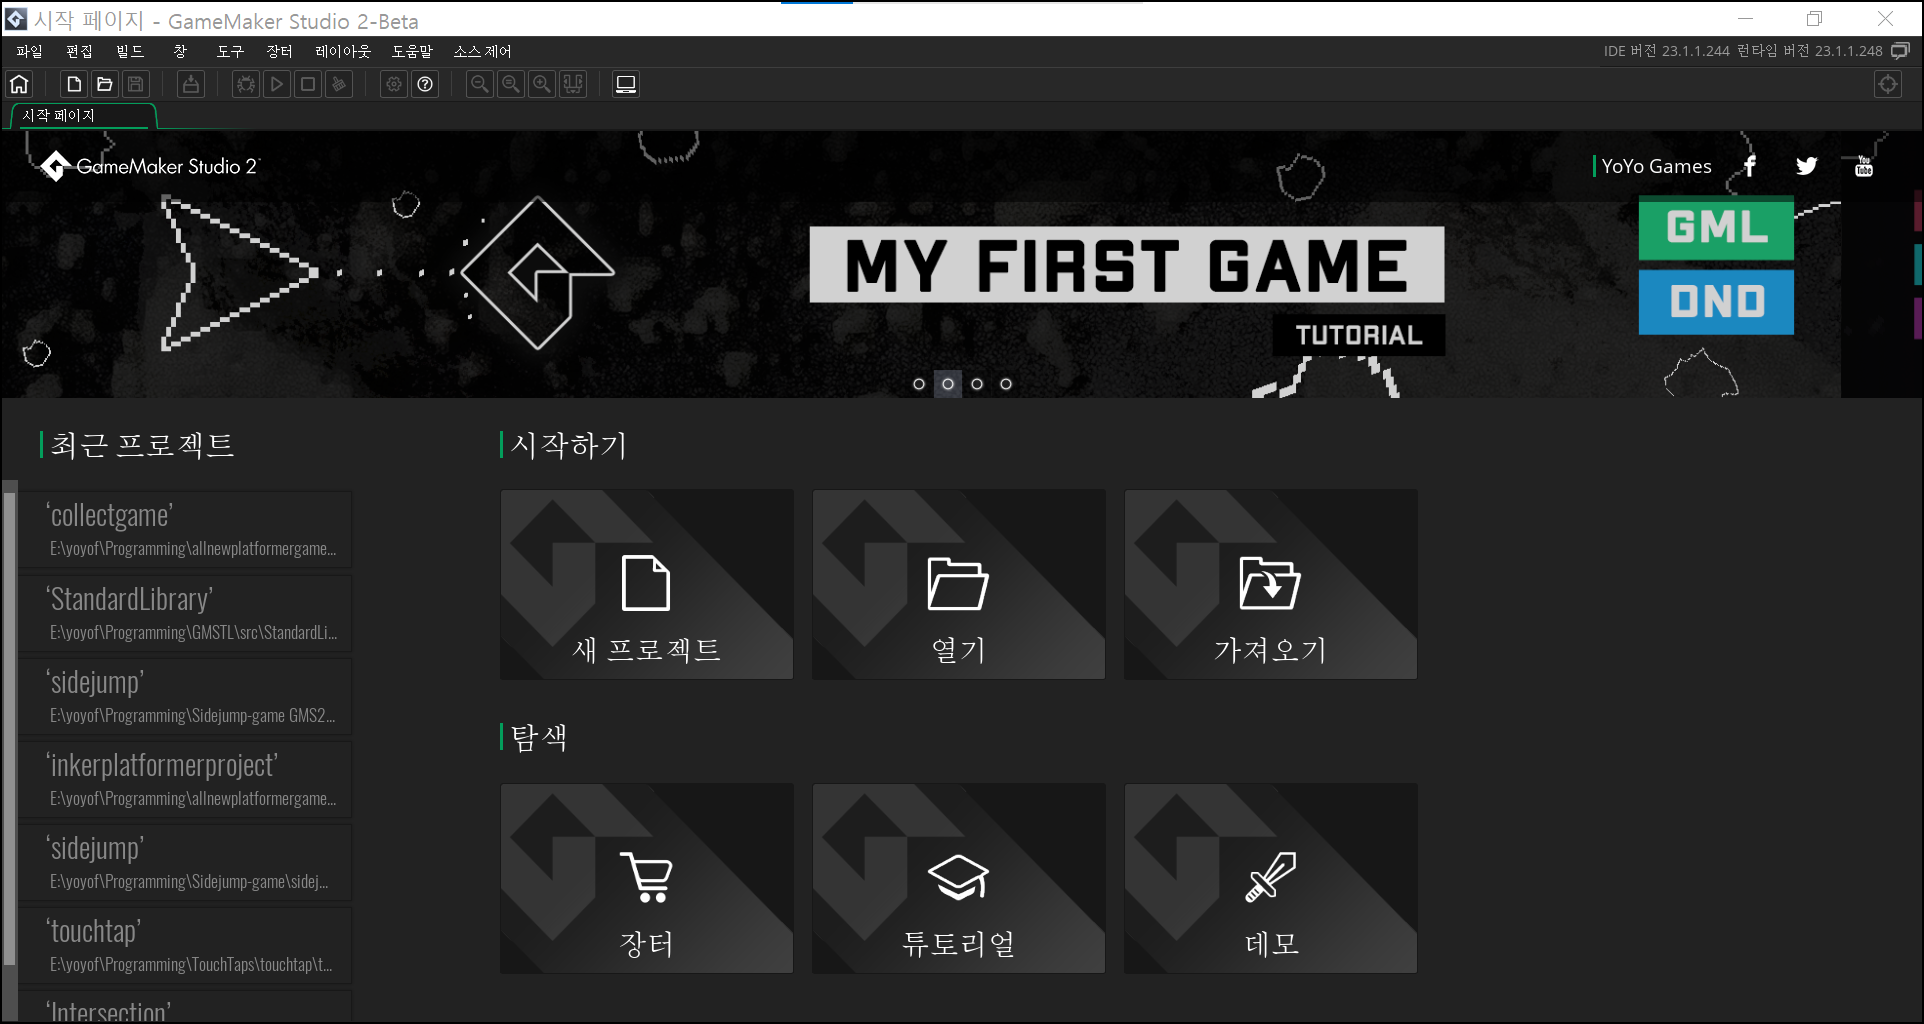 시작 페이지 - GameMaker Studio 2-Beta
파일 편집 빌드 창 도구 장터 레이아웃 도움말 소스 제어
IDE 버전 23.1.1.244 런타임 버전 23.1.1.248
시작 페이지
GameMaker Studio 2
YoYo Games
You
Tube
MY FIRST GAME
TUTORIAL
GML
DND
최근 프로젝트
‘collectgame’
E:\yoyof\Programming\allnewplatformergame...
‘StandardLibrary’
E:\yoyof\Programming\GMSTL\src\StandardLi...
‘sidejump’
E:\yoyof\Programming\Sidejump-game GMS2...
‘inkerplatformerproject’
E:\yoyof\Programming\allnewplatformergame...
‘sidejump’
E:\yoyof\Programming\Sidejump-game\sidej...
‘touchtap’
E:\yoyof\Programming\TouchTaps\touchtap\t...
‘Intersection’
시작하기
새 프로젝트
열기
가져오기
탐색
장터
튜토리얼
데모